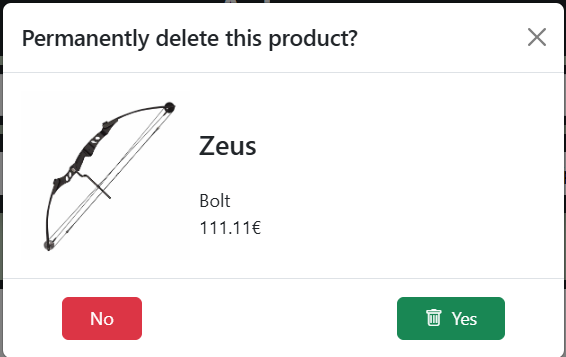 Permanently delete this product?
Zeus
Bolt
111.11€
No
Yes